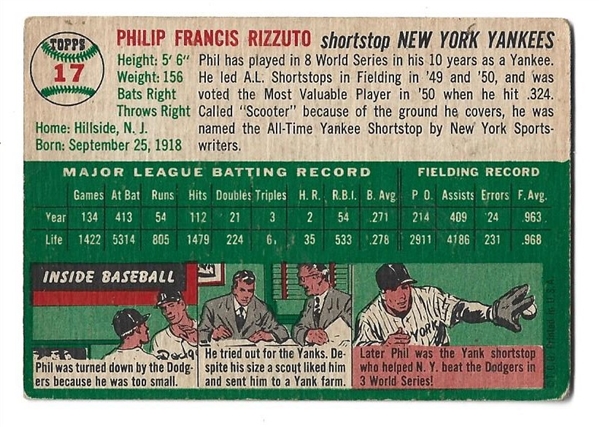 TOPPS
17
PHILIP FRANCIS RIZZUTO shortstop NEW YORK YANKEES
Height: 5' 6"
Weight: 156
Bats Right
Throws Right
Home: Hillside, N. J.
Born: September 25, 1918
Phil has played in 8 World Series in his 10 years as a Yankee.
He led A.L. Shortstops in Fielding in '49 and '50, and was
voted the Most Valuable Player in '50 when he hit .324.
Called "Scooter" because of the ground he covers, he was
named the All-Time Yankee Shortstop by New York Sports-
writers.
MAJOR LEAGUE BATTING RECORD FIELDING RECORD
Games At Bat Runs Hits Doubles Triples H. R. R.B.I. B. Avg. P O. Assists Errors F. Avg.
Year 134 413 54 112 21 3 2 54 .271 214 409 24 .963
Life 1422 5314 805 1479 224 6 35 533 .278 2911 4186 231 .968
INSIDE BASEBALL
Phil was turned down by the Dodg-
ers because he was too small.
He tried out for the Yanks. De-
spite his size a scout liked him
and sent him to a Yank farm.
YORK
Later Phil was the Yank shortstop
who helped N.Y. beat the Dodgers in
3 World Series!